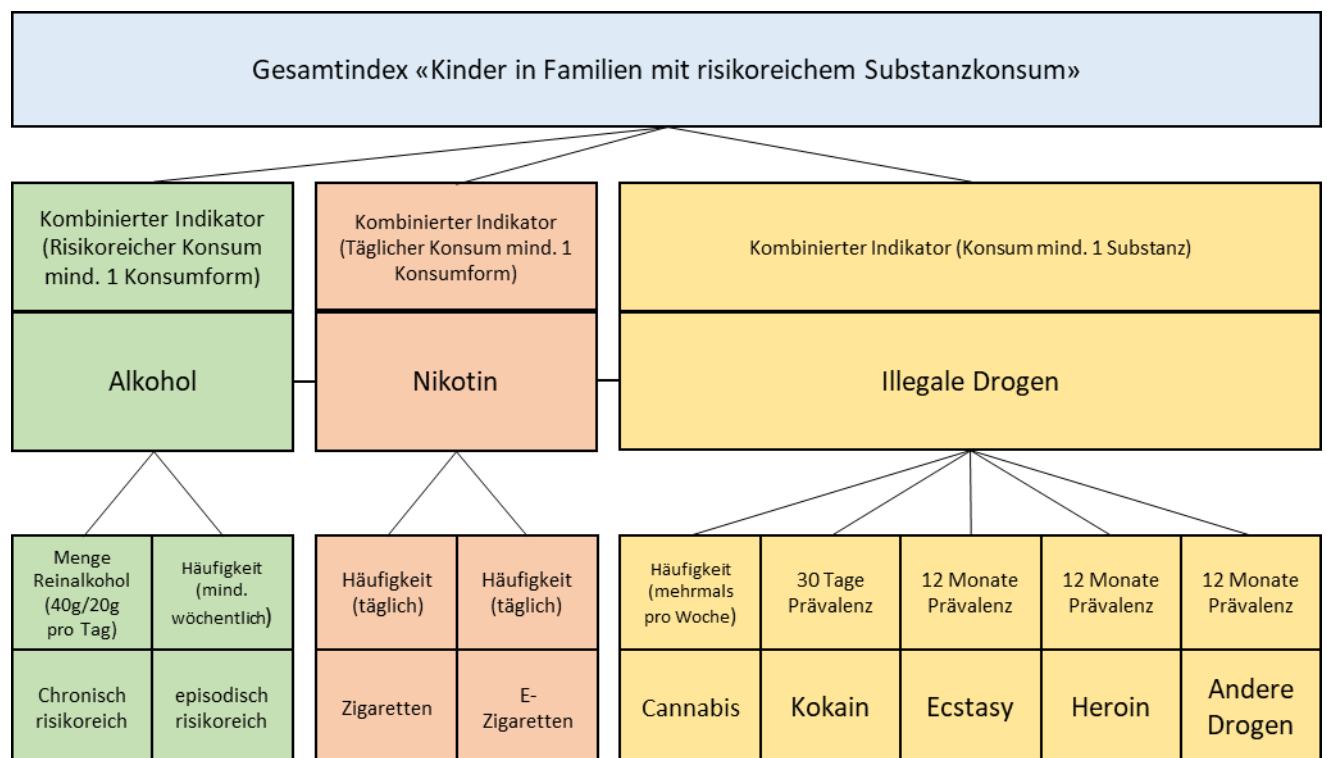 Gesamtindex «Kinder in Familien mit risikoreichem Substanzkonsum»
Kombinierter Indikator
(Risikoreicher Konsum
mind. 1 Konsumform)
Kombinierter Indikator
(Täglicher Konsum mind. 1
Konsumform)
Kombinierter Indikator (Konsum mind. 1 Substanz)
Alkohol
Nikotin
Illegale Drogen
Menge
Reinalkohol
(40g/20g
pro Tag)
Häufigkeit
(mind.
wöchentlich)
Häufigkeit
(täglich)
Häufigkeit
(täglich)
Häufigkeit
(mehrmals
pro Woche)
30 Tage
Prävalenz
12 Monate
Prävalenz
12 Monate
Prävalenz
12 Monate
Prävalenz
Chronisch
risikoreich
episodisch
risikoreich
Zigaretten
E-
Zigaretten
Cannabis
Kokain
Ecstasy
Heroin
Andere
Drogen